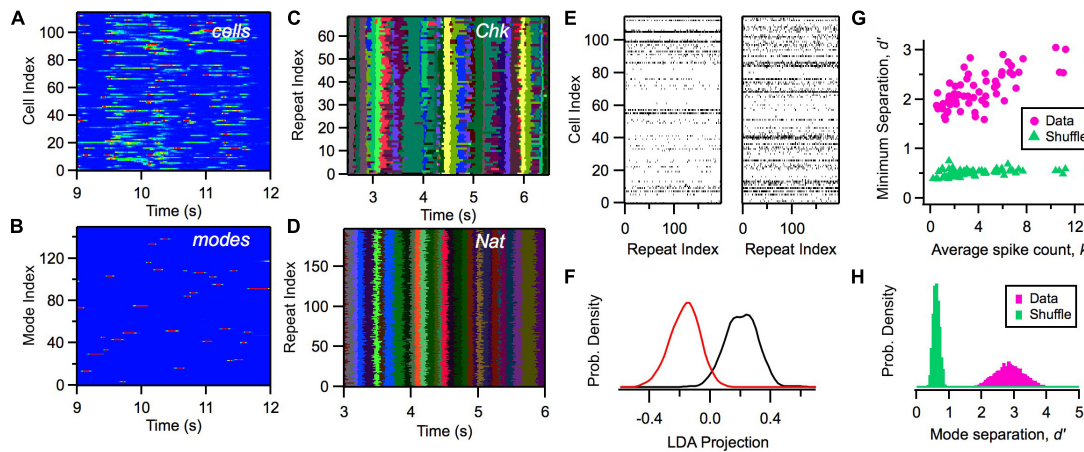 A
cells
Cell Index
120
80
40
0
9
10
11
12
Time (s)
B
modes
Mode Index
120
80
40
0
9
10
11
12
Time (s)
C
Chk
Repeat Index
60
50
40
30
20
10
0
3
4
5
6
Time (s)
D
Nat
Repeat Index
150
100
50
0
3
4
5
6
Time (s)
E
Cell Index
100
80
60
40
20
0
0
100
0
100
Repeat Index
Repeat Index
F
Prob. Density
-0.4
0.0
0.4
LDA Projection
G
Minimum Separation, d'
3
2
1
0
Data
Shuffle
0
4
8
12
Average spike count,
H
Prob. Density
Data
Shuffle
0
1
2
3
4
5
Mode separation, d'